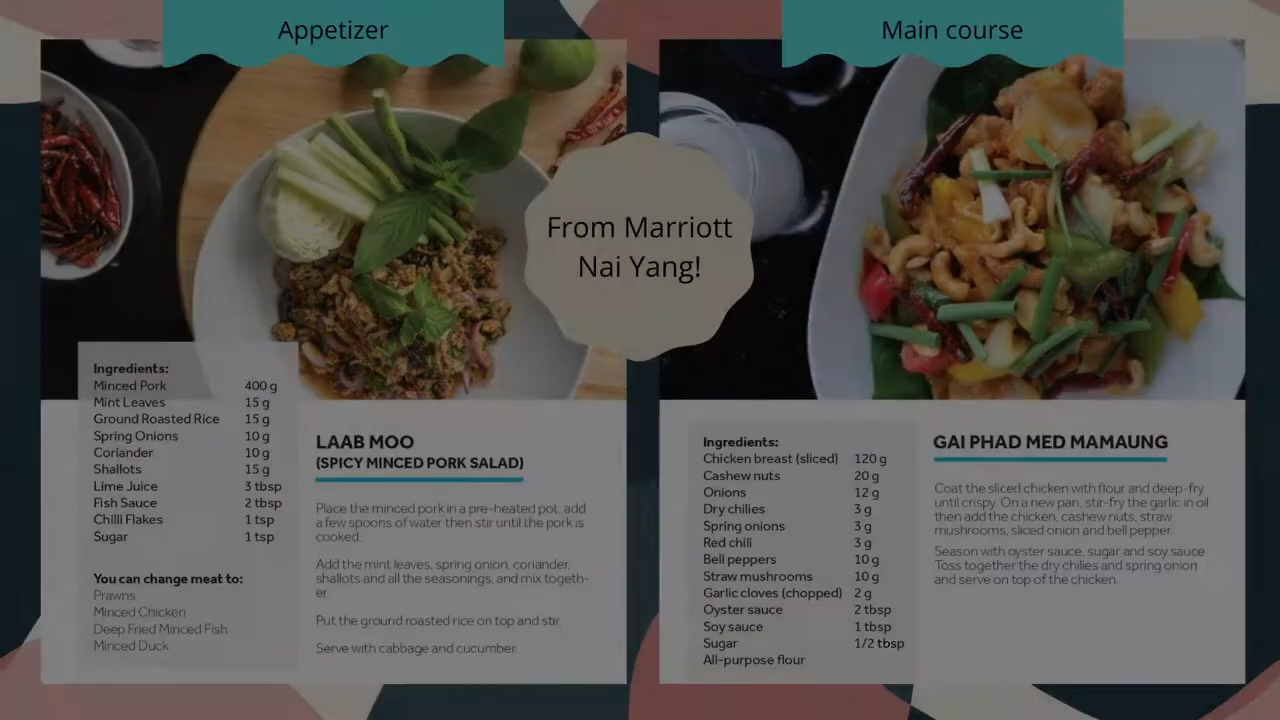 Appetizer
Main course
From Marriott
Nai Yang!
Ingredients:
Minced Pork 400 g
Mint Leaves 15 g
Ground Roasted Rice 15 g
Spring Onions 10 g
Coriander 10 g
Shallots 15 g
Lime Juice 3 tbsp
Fish Sauce 2 tbsp
Chilli Flakes 1 tsp
Sugar 1 tsp
You can change meat to:
Prawns
Minced Chicken
Deep Fried Minced Fish
Minced Duck
LAAB MOO
(SPICY MINCED PORK SALAD)
Place the minced pork in a pre-heated pot, add
a few spoons of water then stir until the pork is
cooked.
Add the mint leaves, spring onion, coriander,
shallots and all the seasonings, and mix togeth-
er.
Put the ground roasted rice on top and stir.
Serve with cabbage and cucumber.
Ingredients:
Chicken breast (sliced) 120 g
Cashew nuts 20 g
Onions 12 g
Dry chilies 3 g
Spring onions 3 g
Red chili 3 g
Bell peppers 10 g
Straw mushrooms 10 g
Garlic cloves (chopped) 2 g
Oyster sauce 2 tbsp
Soy sauce 1 tbsp
Sugar 1/2 tbsp
All-purpose flour
GAI PHAD MED MAMAUNG
Coat the sliced chicken with flour and deep-fry
until crispy. On a new pan, stir-fry the garlic in oil
then add the chicken, cashew nuts, straw
mushrooms, sliced onion and bell pepper.
Season with oyster sauce, sugar and soy sauce
Toss together the dry chilies and spring onion
and serve on top of the chicken.